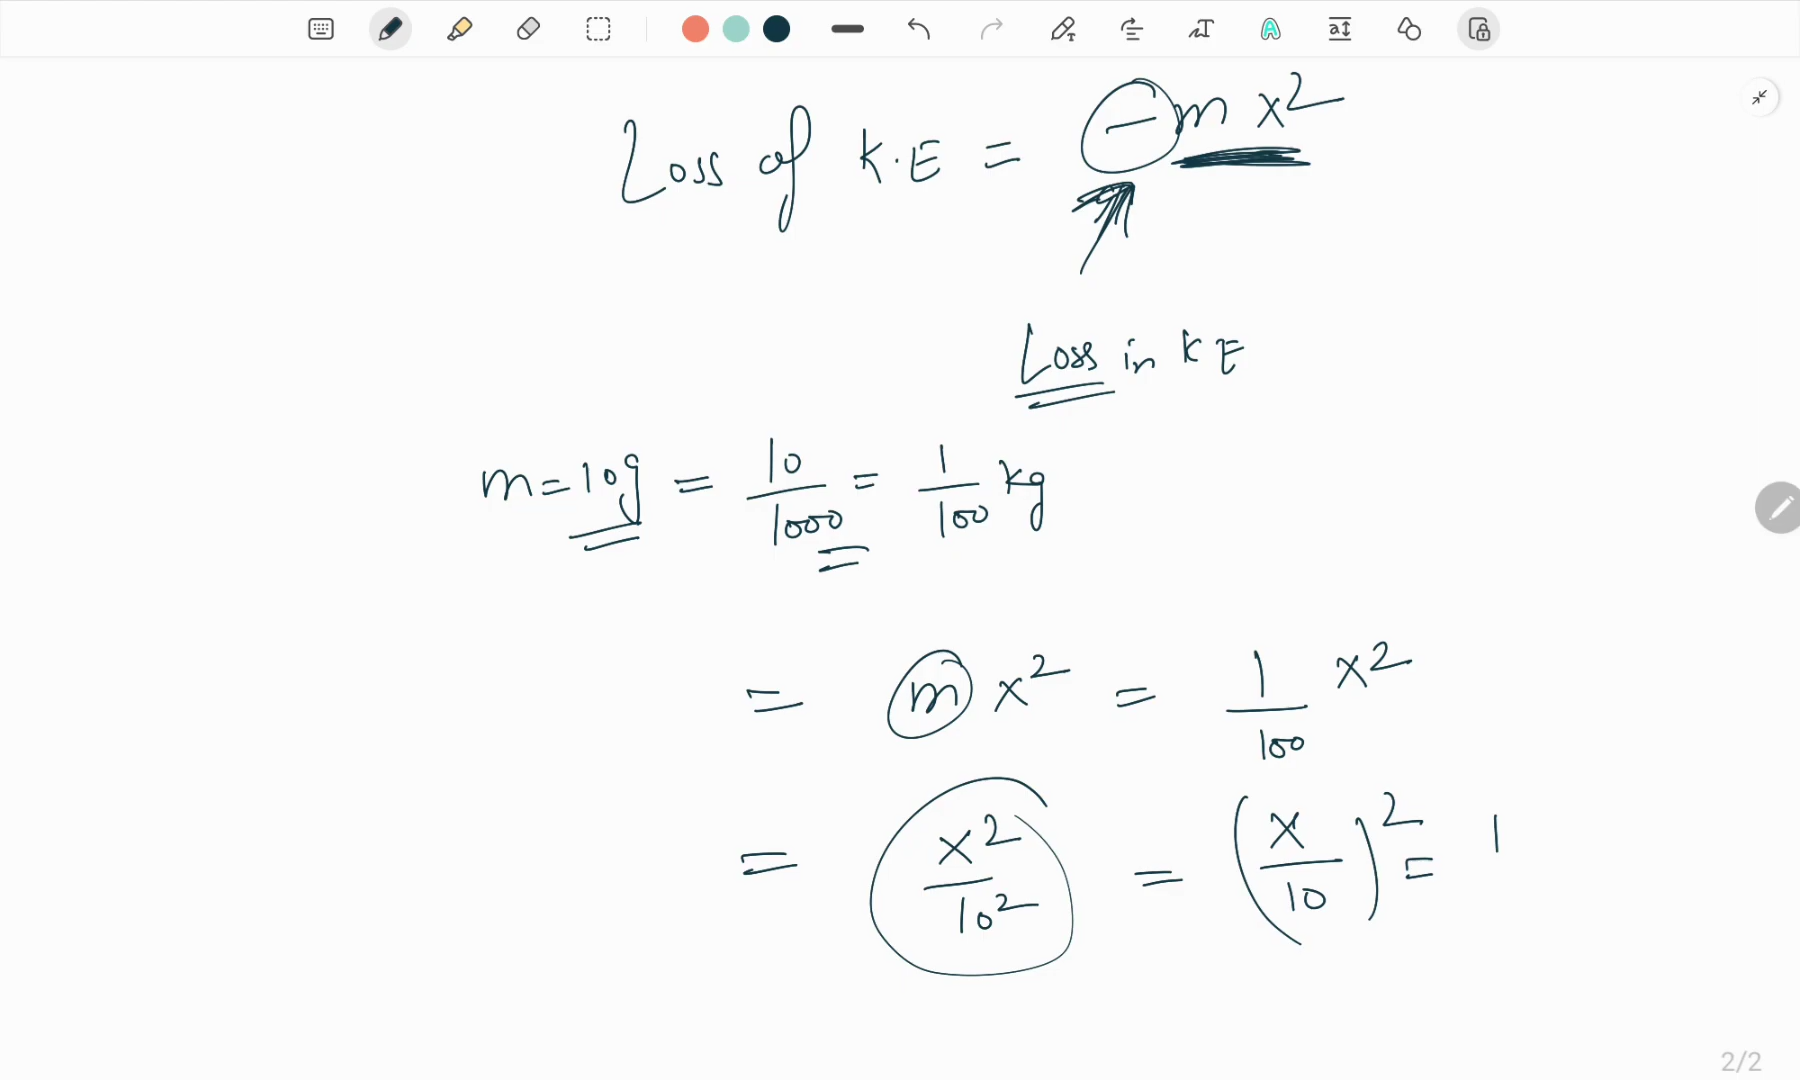 Loss of K.E = - m x²
Loss in KE
m = 10g = 10/1000 = 1/100 kg
= m x² = 1/100 x²
= x²/10² = (x/10)² = 1
2/2